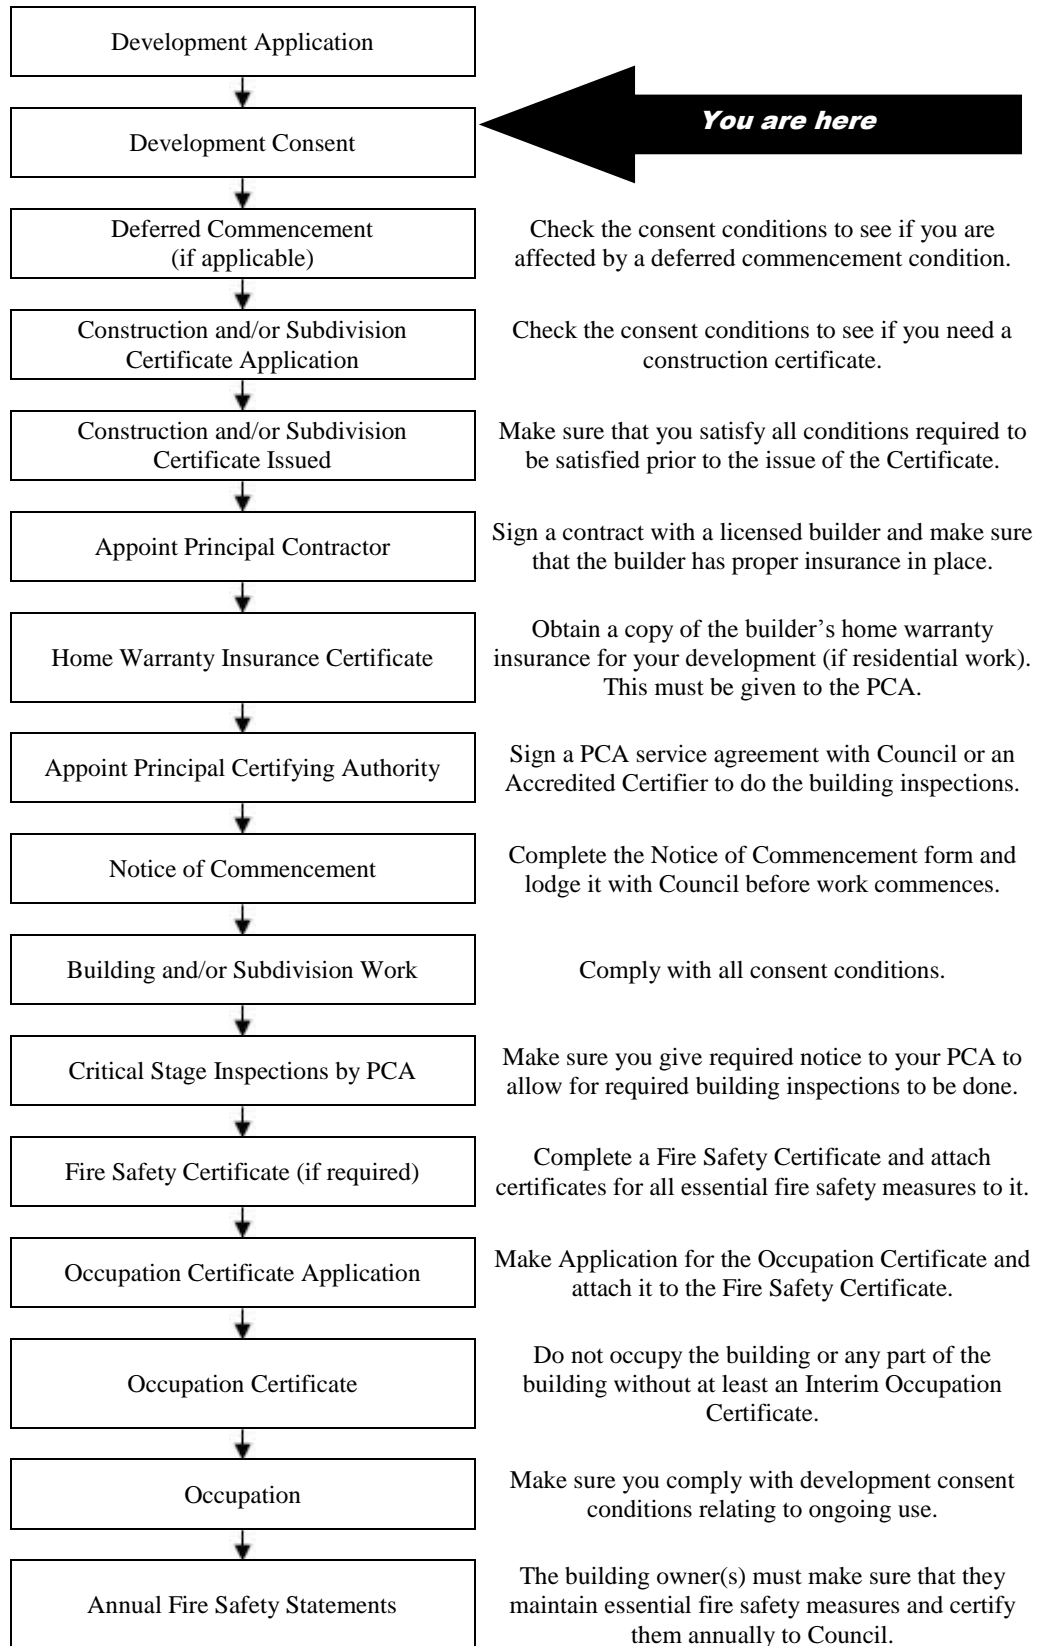 Development Application
Development Consent
You are here
Deferred Commencement
(if applicable)
Check the consent conditions to see if you are
affected by a deferred commencement condition.
Construction and/or Subdivision
Certificate Application
Check the consent conditions to see if you need a
construction certificate.
Construction and/or Subdivision
Certificate Issued
Make sure that you satisfy all conditions required to
be satisfied prior to the issue of the Certificate.
Appoint Principal Contractor
Sign a contract with a licensed builder and make sure
that the builder has proper insurance in place.
Home Warranty Insurance Certificate
Obtain a copy of the builder’s home warranty
insurance for your development (if residential work).
This must be given to the PCA.
Appoint Principal Certifying Authority
Sign a PCA service agreement with Council or an
Accredited Certifier to do the building inspections.
Notice of Commencement
Complete the Notice of Commencement form and
lodge it with Council before work commences.
Building and/or Subdivision Work
Comply with all consent conditions.
Critical Stage Inspections by PCA
Make sure you give required notice to your PCA to
allow for required building inspections to be done.
Fire Safety Certificate (if required)
Complete a Fire Safety Certificate and attach
certificates for all essential fire safety measures to it.
Occupation Certificate Application
Make Application for the Occupation Certificate and
attach it to the Fire Safety Certificate.
Occupation Certificate
Do not occupy the building or any part of the
building without at least an Interim Occupation
Certificate.
Occupation
Make sure you comply with development consent
conditions relating to ongoing use.
Annual Fire Safety Statements
The building owner(s) must make sure that they
maintain essential fire safety measures and certify
them annually to Council.